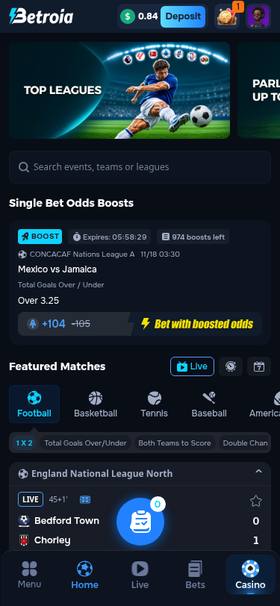 Betroia
$ 0.84 Deposit
1
TOP LEAGUES
PARL
UP TO
Search events, teams or leagues
Single Bet Odds Boosts
BOOST Expires: 05:58:29 974 boosts left
CONCACAF Nations League A 11/18 03:30
Mexico vs Jamaica
Total Goals Over / Under
Over 3.25
+104 -105 Bet with boosted odds
Featured Matches Live 7
Football Basketball Tennis Baseball America
1 X 2 Total Goals Over/Under Both Teams to Score Double Chan
England National League North
LIVE 45+1'
Bedford Town 0
Chorley 1
0
Menu Home Live Bets Casino